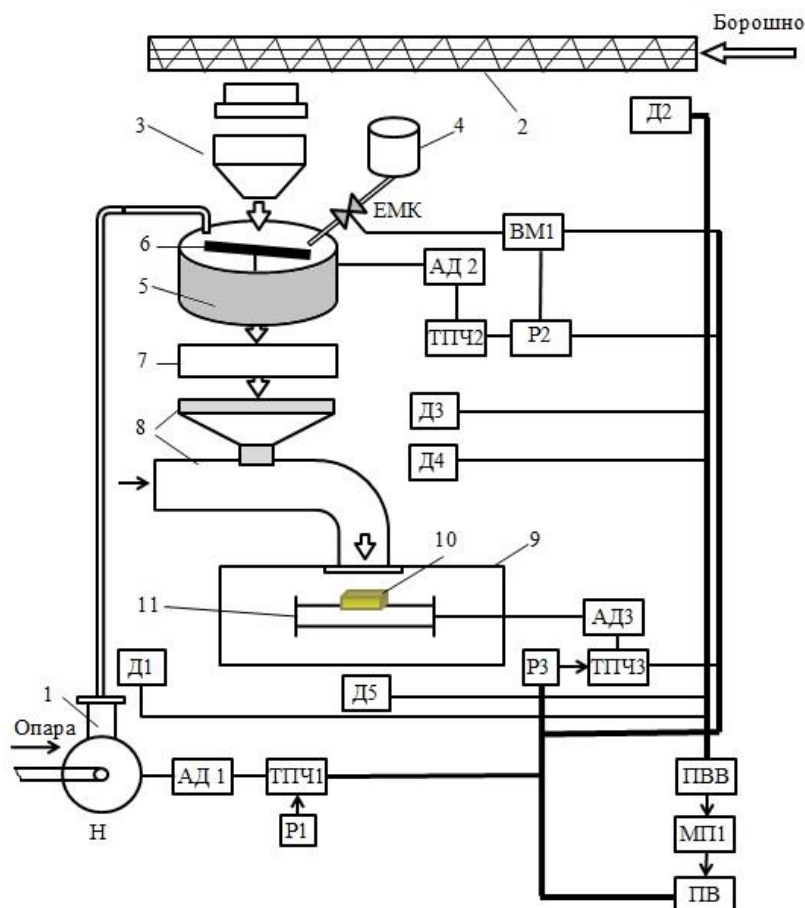 Борошно
2
Д2
3
4
ЕМК
6
ВМ1
АД 2
5
ТПЧ2
Р2
7
Д3
8
Д4
10
9
11
АД3
Д1
Р3
ТПЧ3
Д5
1
Опара
АД 1
ТПЧ1
ПВВ
Н
Р1
МП1
ПВ